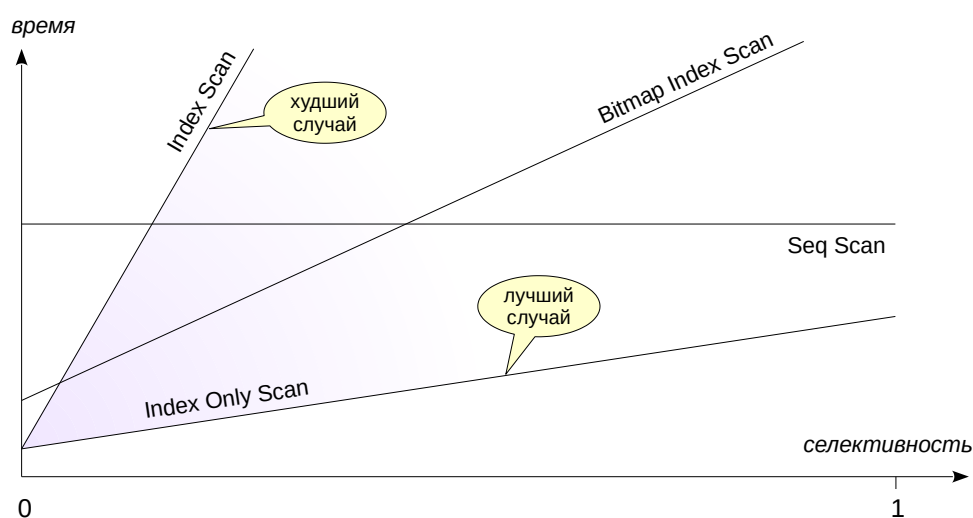 время
Index Scan
худший
случай
Bitmap Index Scan
Seq Scan
лучший
случай
Index Only Scan
селективность
0
1